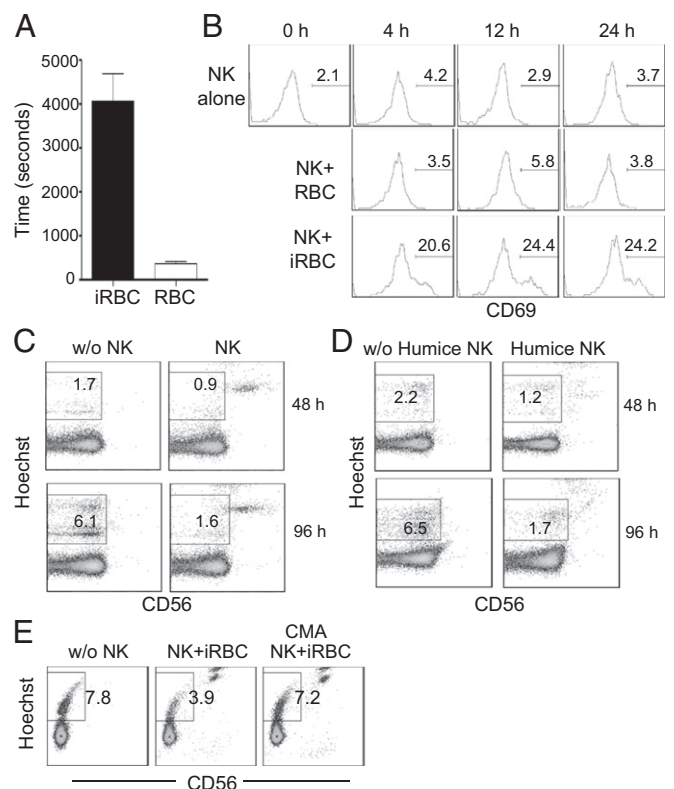 A
Time (seconds)
5000
4000
3000
2000
1000
0
iRBC RBC
B
0 h 4 h 12 h 24 h
NK alone 2.1 4.2 2.9 3.7
NK+ RBC 3.5 5.8 3.8
NK+ iRBC 20.6 24.4 24.2
CD69
C
w/o NK NK
Hoechst
1.7 0.9 48 h
6.1 1.6 96 h
CD56
D
w/o Humice NK Humice NK
Hoechst
2.2 1.2 48 h
6.5 1.7 96 h
CD56
E
w/o NK NK+iRBC CMA NK+iRBC
Hoechst
7.8 3.9 7.2
CD56